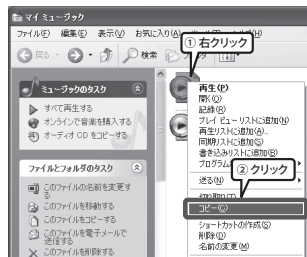 マイ ミュージック
ファイル(F) 編集(E) 表示(V) お気に入り(A)
戻る
検索
① 右クリック
ミュージックのタスク
すべて再生する
オンラインで音楽を購入する
オーディオ CD をコピーする
ファイルとフォルダのタスク
このファイルの名前を変更する
このファイルを移動する
このファイルをコピーする
このファイルを電子メールで送信する
このファイルを削除する
再生(P)
開く(O)
記録(R)
プレイ ビューリストに追加(N)
再生リストに追加(A)...
同期リストに追加(S)
書き込みリストに追加(B)
プログラム
② クリック
送る(N)
切り取り(T)
コピー(C)
ショートカットの作成(S)
削除(D)
名前の変更(M)